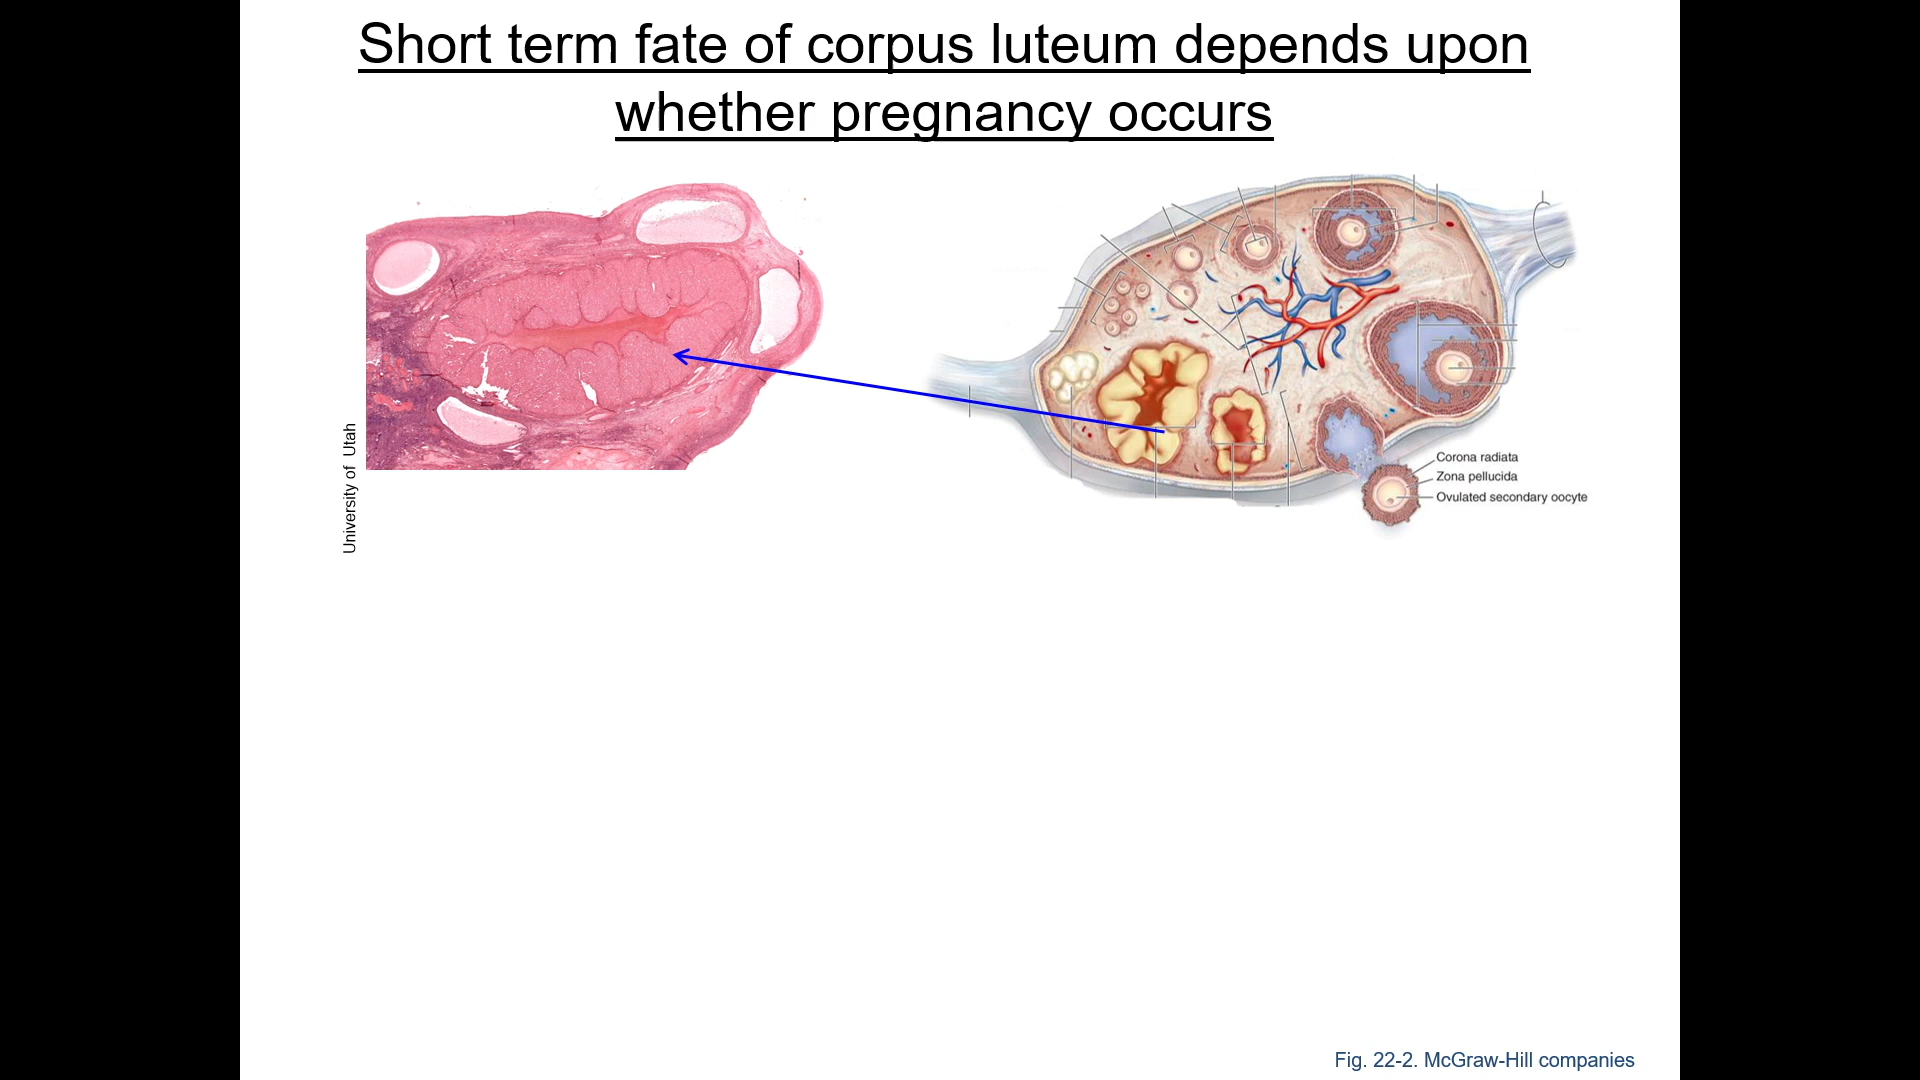 Short term fate of corpus luteum depends upon
whether pregnancy occurs
University of Utah
Corona radiata
Zona pellucida
Ovulated secondary oocyte
Fig. 22-2. McGraw-Hill companies